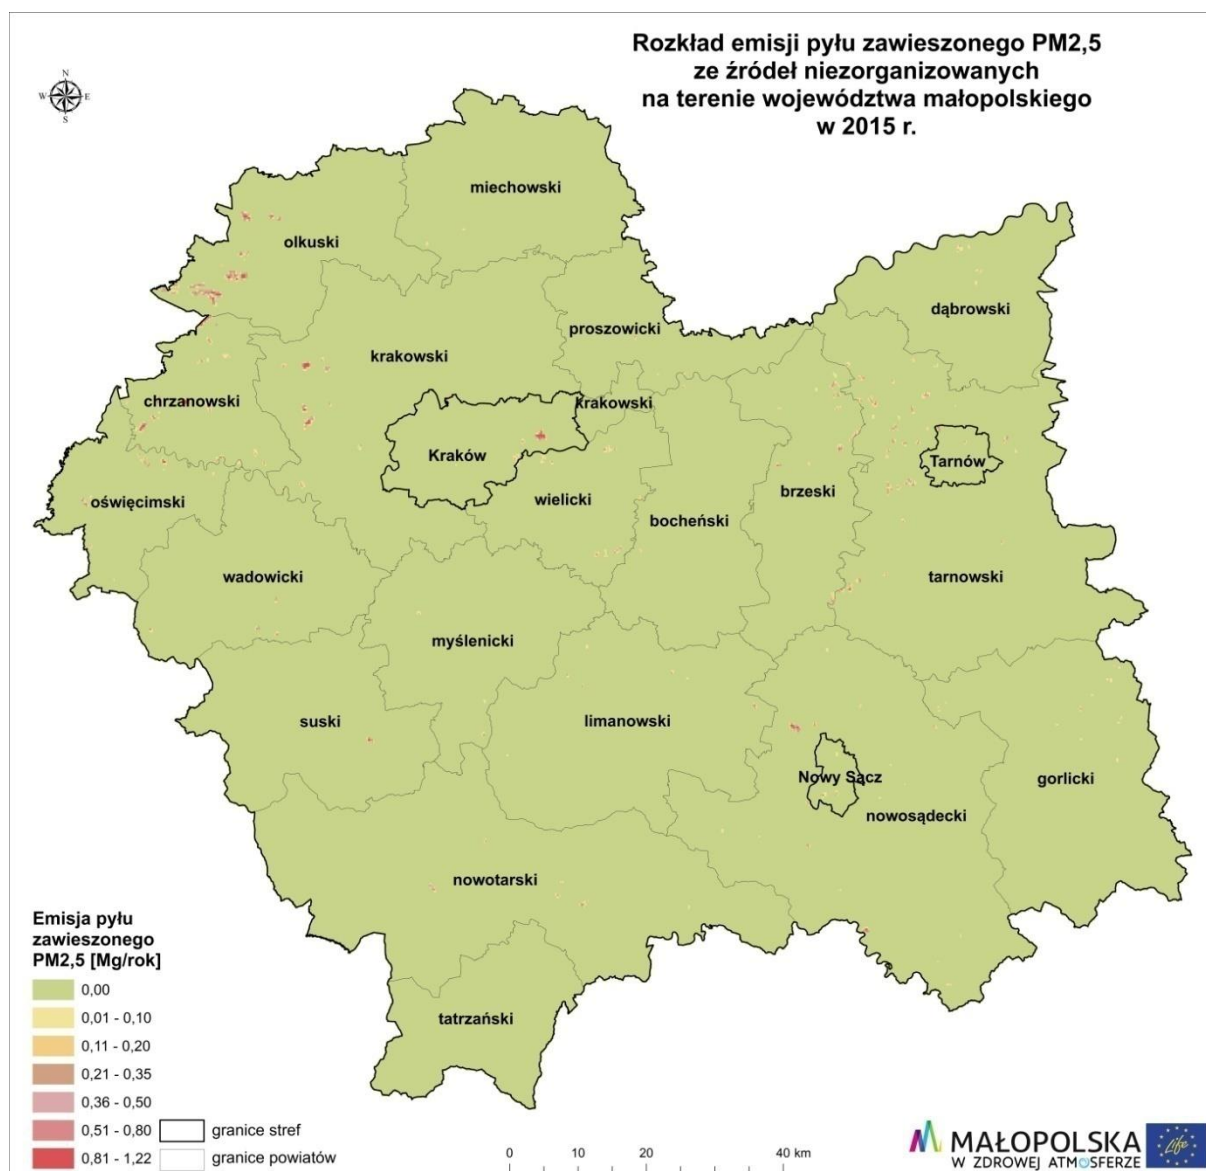 Rozkład emisji pyłu zawieszonego PM2,5
ze źródeł niezorganizowanych
na terenie województwa małopolskiego
w 2015 r.
N
W E
S
miechowski
olkuski
dąbrowski
proszowicki
krakowski
chrzanowski
krakowski
Kraków
Tarnów
oświęcimski
wielicki
brzeski
bocheński
wadowicki
tarnowski
myślenicki
suski
limanowski
Nowy Sącz
gorlicki
nowosądecki
nowotarski
tatrzański
Emisja pyłu
zawieszonego
PM2,5 [Mg/rok]
0,00
0,01 - 0,10
0,11 - 0,20
0,21 - 0,35
0,36 - 0,50
0,51 - 0,80
0,81 - 1,22
granice stref
granice powiatów
0 10 20 40 km
MAŁOPOLSKA
W ZDROWEJ ATMOSFERZE
Life